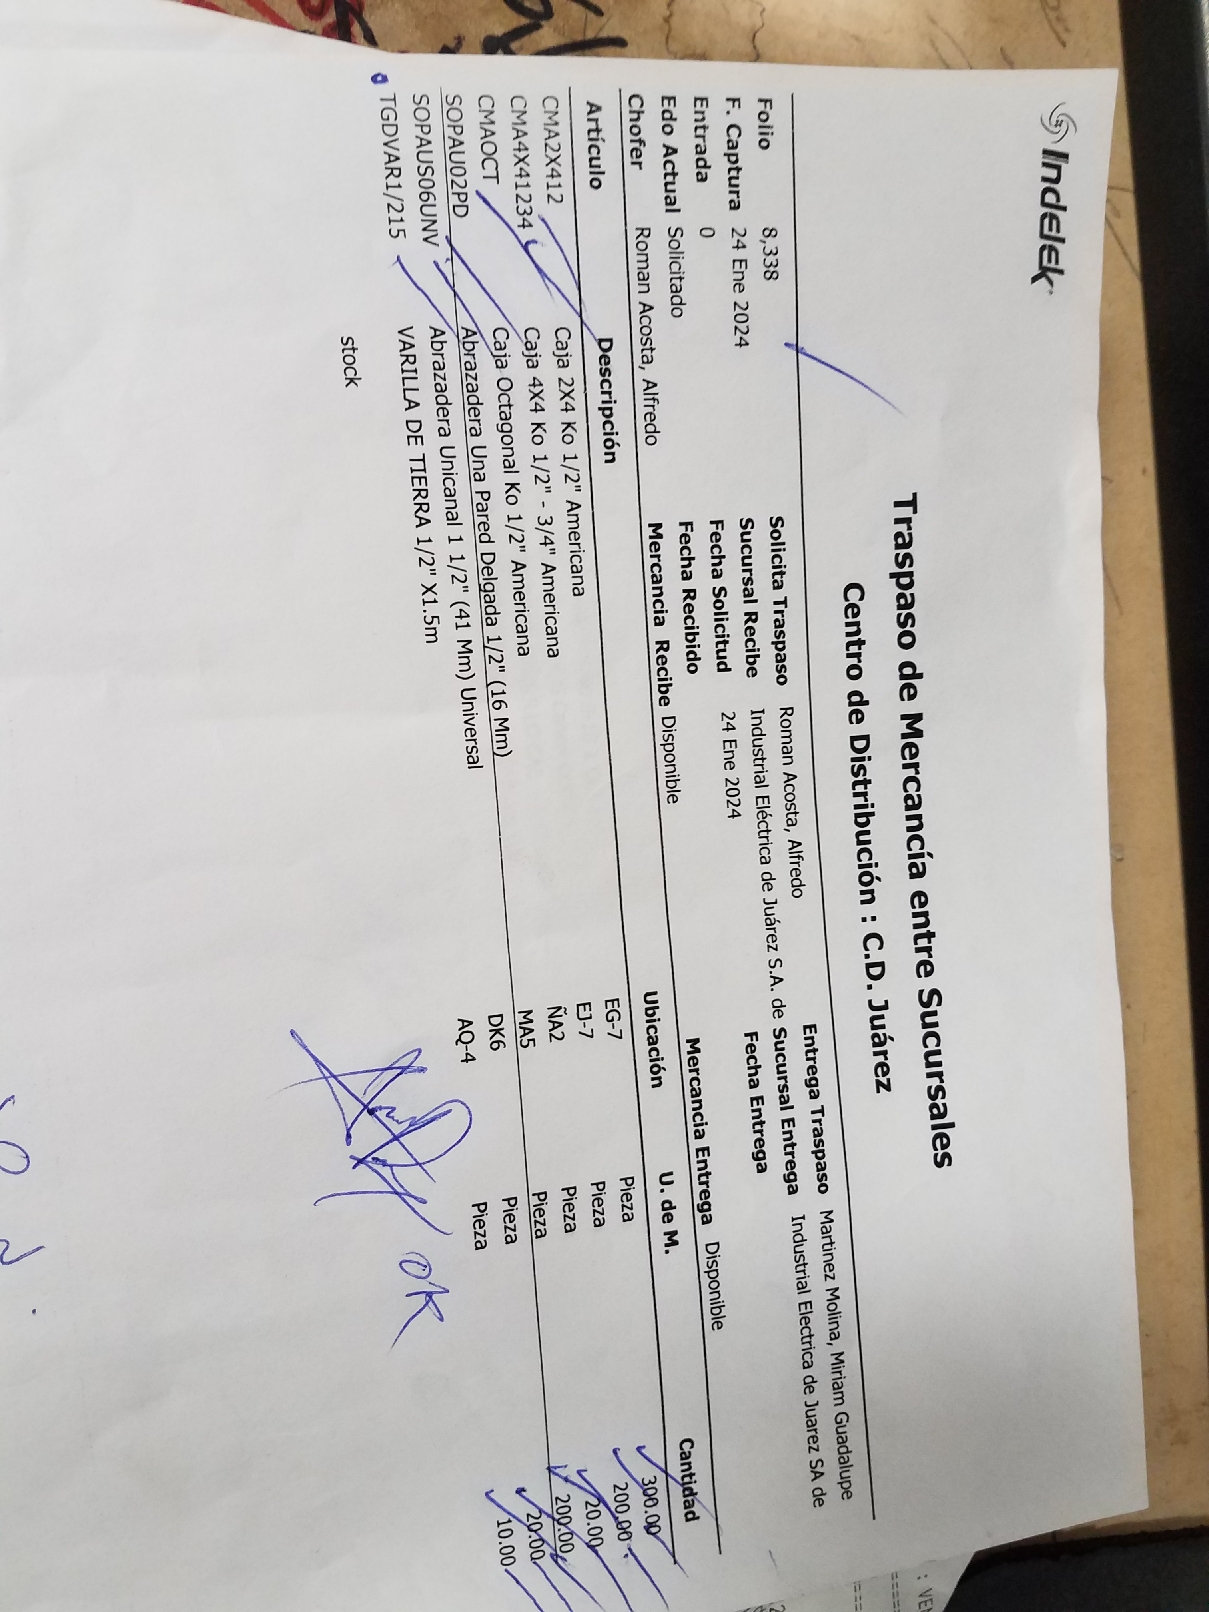 Indelek
Traspaso de Mercancía entre Sucursales
Centro de Distribución : C.D. Juárez
Folio 8,338 Solicita Traspaso Roman Acosta, Alfredo Entrega Traspaso Martinez Molina, Miriam Guadalupe
F. Captura 24 Ene 2024 Sucursal Recibe Industrial Eléctrica de Juárez S.A. de Sucursal Entrega Industrial Electrica de Juarez SA de
Entrada 0 Fecha Solicitud 24 Ene 2024 Fecha Entrega
Edo Actual Solicitado Fecha Recibido
Chofer Roman Acosta, Alfredo Mercancia Recibe Disponible Mercancia Entrega Disponible
Artículo Descripción Ubicación U. de M. Cantidad
CMA2X412 Caja 2X4 Ko 1/2" Americana EG-7 Pieza 300.00
CMA4X41234 Caja 4X4 Ko 1/2" - 3/4" Americana EJ-7 Pieza 200.00
CMAOCT Caja Octagonal Ko 1/2" Americana ÑA2 Pieza 20.00
SOPAU02PD Abrazadera Una Pared Delgada 1/2" (16 Mm) MA5 Pieza 200.00
SOPAUS06UNV Abrazadera Unicanal 1 1/2" (41 Mm) Universal DK6 Pieza 20.00
TGDVAR1/215 VARILLA DE TIERRA 1/2" X1.5m AQ-4 Pieza 10.00
stock
OK